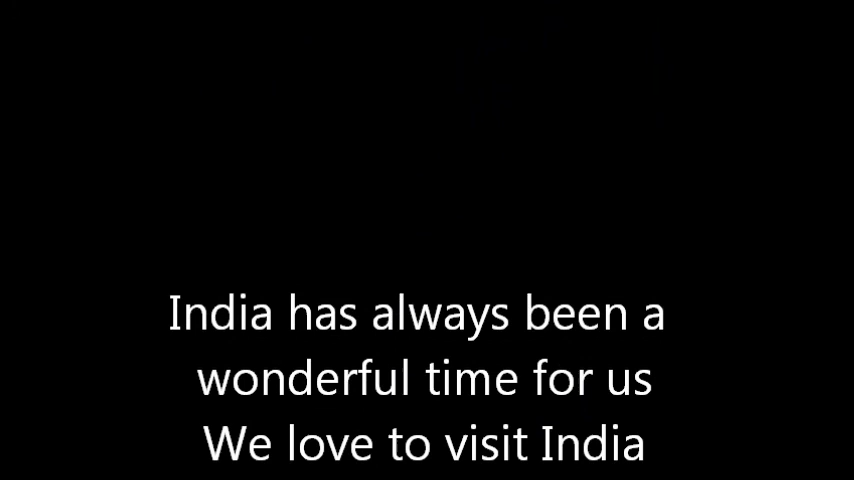 India has always been a
wonderful time for us
We love to visit India